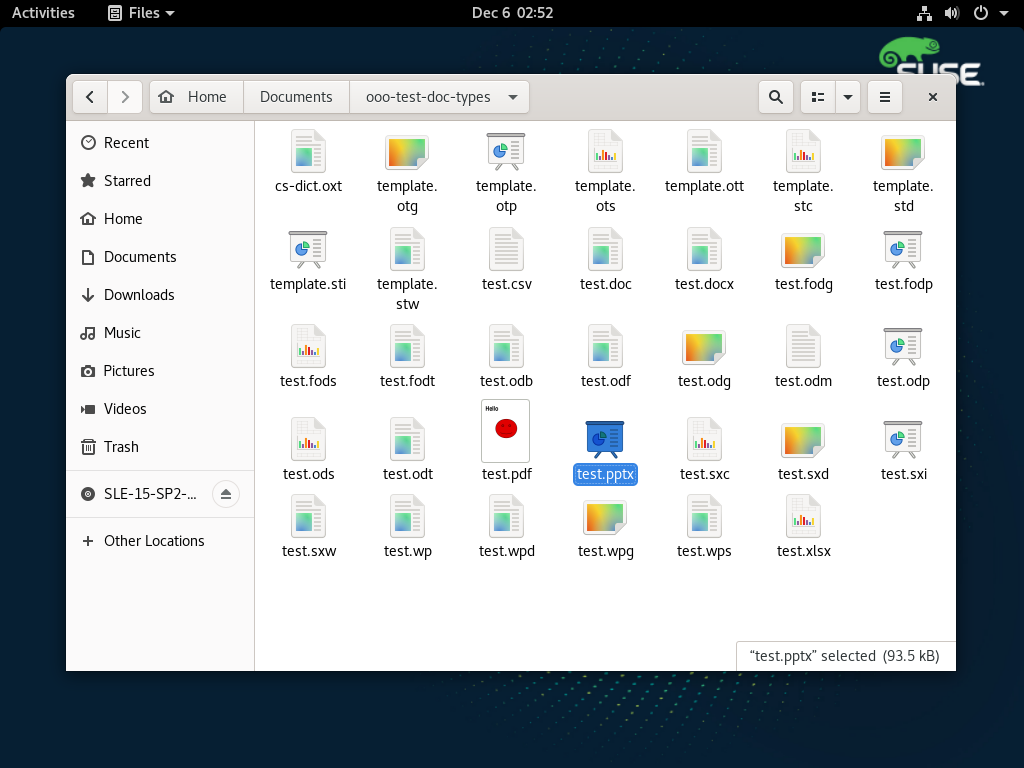 Activities Files Dec 6 02:52
SUSE
Home Documents ooo-test-doc-types
Recent
Starred
Home
Documents
Downloads
Music
Pictures
Videos
Trash
SLE-15-SP2-...
Other Locations
cs-dict.oxt template.otg template.otp template.ots template.ott template.stc template.std
template.sti template.stw test.csv test.doc test.docx test.fodg test.fodp
test.fods test.fodt test.odb test.odf test.odg test.odm test.odp
Hello
test.ods test.odt test.pdf test.pptx test.sxc test.sxd test.sxi
test.sxw test.wp test.wpd test.wpg test.wps test.xlsx
“test.pptx” selected (93.5 kB)